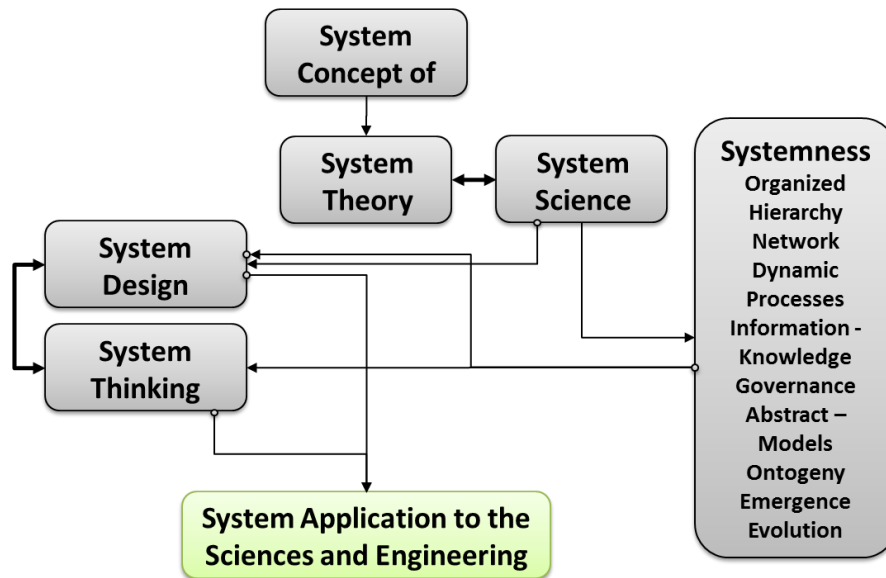 System
Concept of
System
Theory
System
Science
System
Design
System
Thinking
System Application to the
Sciences and Engineering
Systemness
Organized
Hierarchy
Network
Dynamic
Processes
Information -
Knowledge
Governance
Abstract –
Models
Ontogeny
Emergence
Evolution